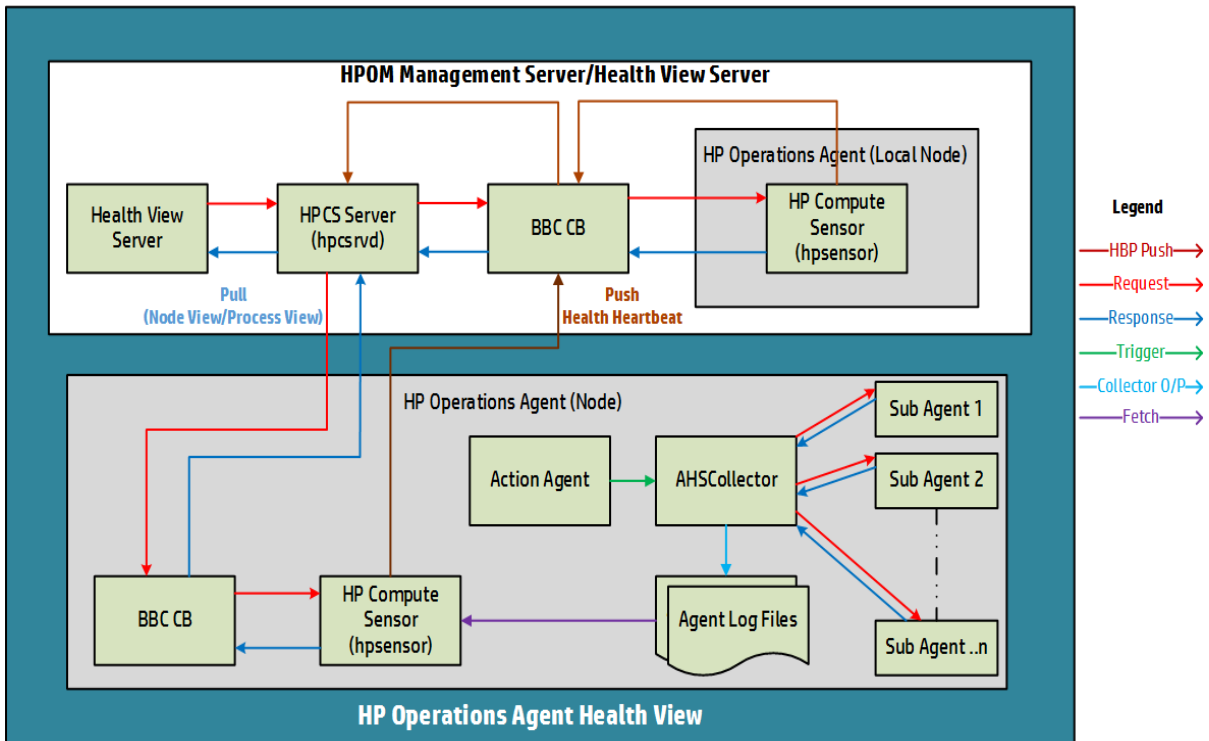 HPOM Management Server/Health View Server
HP Operations Agent (Local Node)
Health View
Server
HPCS Server
(hpcsrvd)
BBC CB
HP Compute
Sensor
(hpsensor)
Pull
(Node View/Process View)
Push
Health Heartbeat
HP Operations Agent (Node)
Action Agent
AHSCollector
Sub Agent 1
Sub Agent 2
BBC CB
HP Compute
Sensor
(hpsensor)
Agent Log Files
Sub Agent ..n
HP Operations Agent Health View
Legend
HBP Push
Request
Response
Trigger
Collector O/P
Fetch